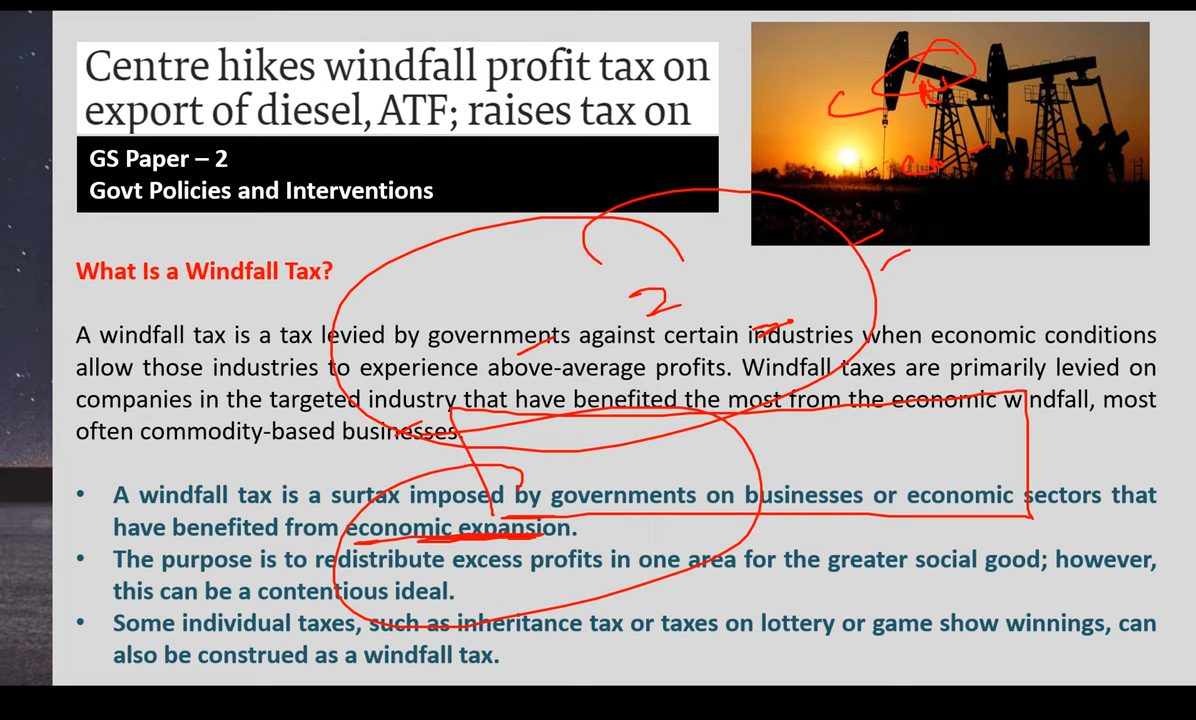 Centre hikes windfall profit tax on
export of diesel, ATF; raises tax on
GS Paper – 2
Govt Policies and Interventions
What Is a Windfall Tax?
2
A windfall tax is a tax levied by governments against certain industries when economic conditions
allow those industries to experience above-average profits. Windfall taxes are primarily levied on
companies in the targeted industry that have benefited the most from the economic windfall, most
often commodity-based businesses.
• A windfall tax is a surtax imposed by governments on businesses or economic sectors that
have benefited from economic expansion.
• The purpose is to redistribute excess profits in one area for the greater social good; however,
this can be a contentious ideal.
• Some individual taxes, such as inheritance tax or taxes on lottery or game show winnings, can
also be construed as a windfall tax.